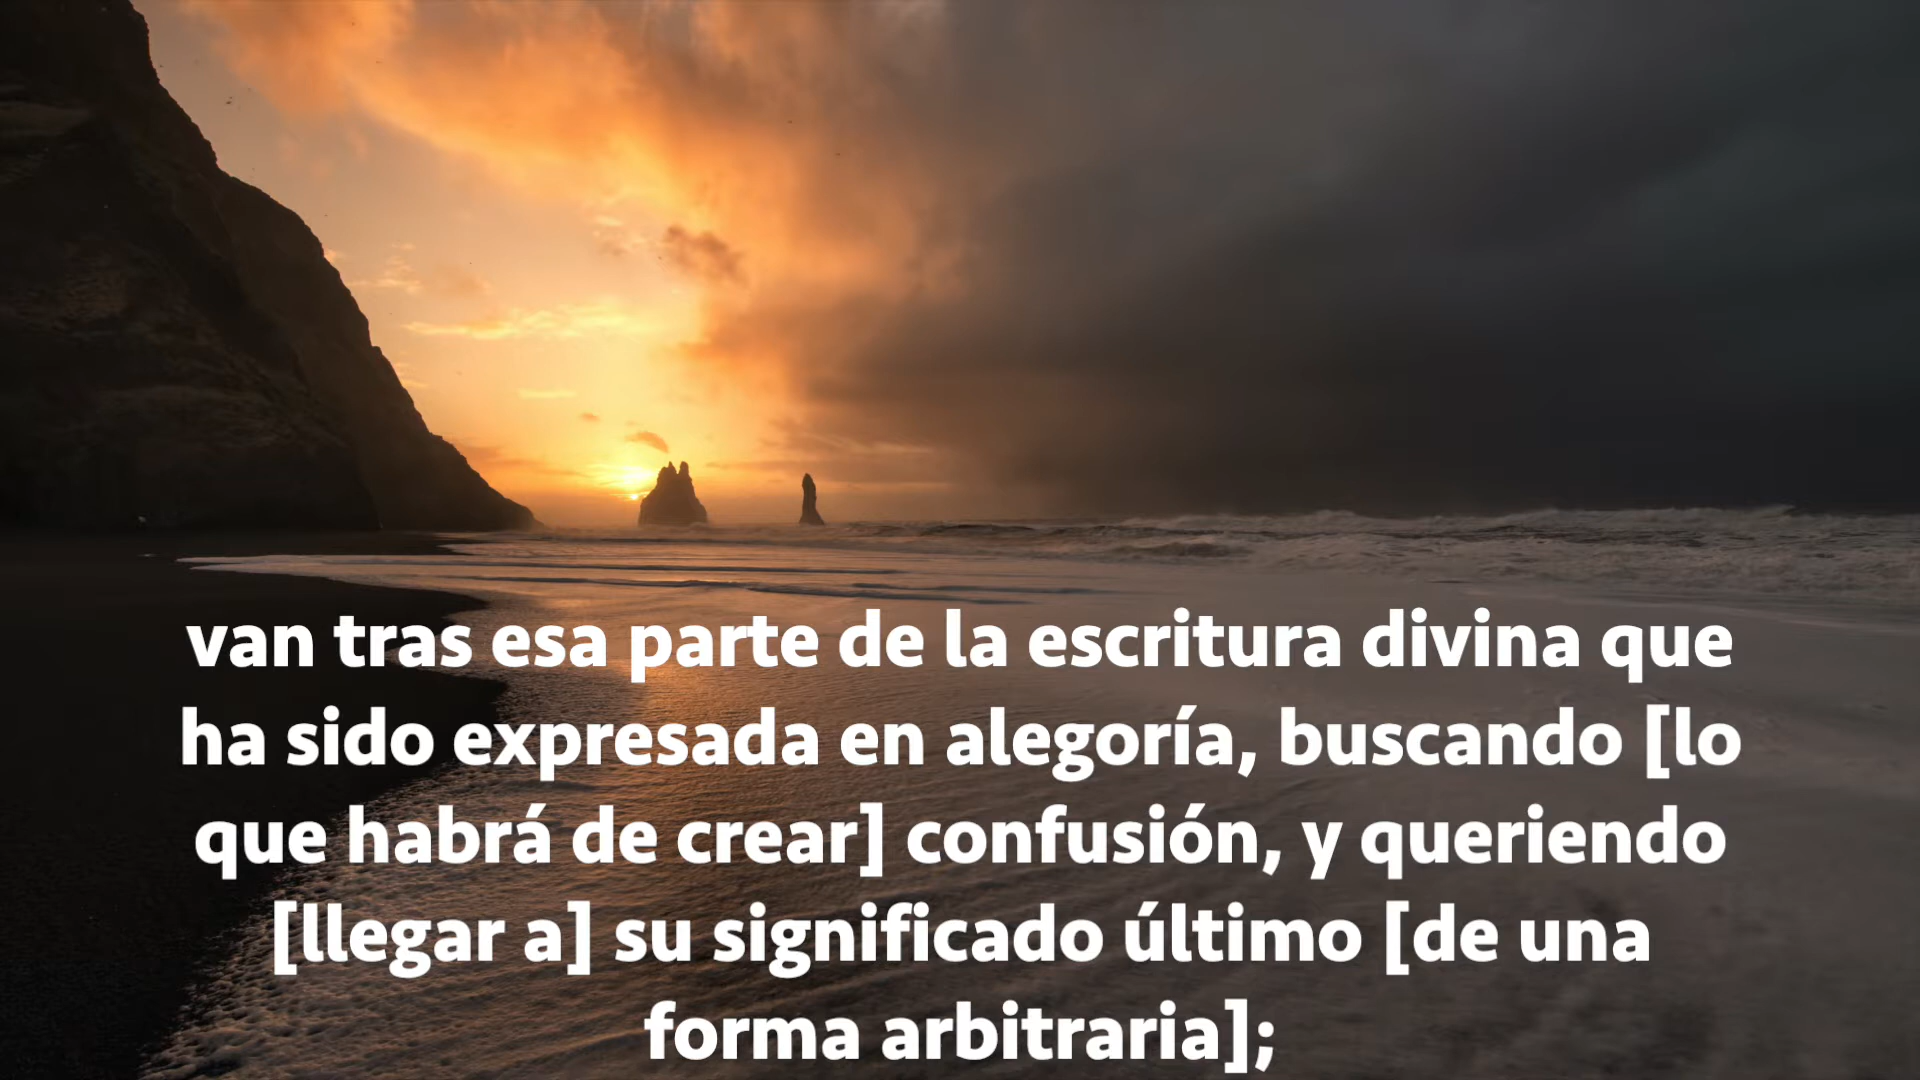 van tras esa parte de la escritura divina que
ha sido expresada en alegoría, buscando [lo
que habrá de crear] confusión, y queriendo
[llegar a] su significado último [de una
forma arbitraria];